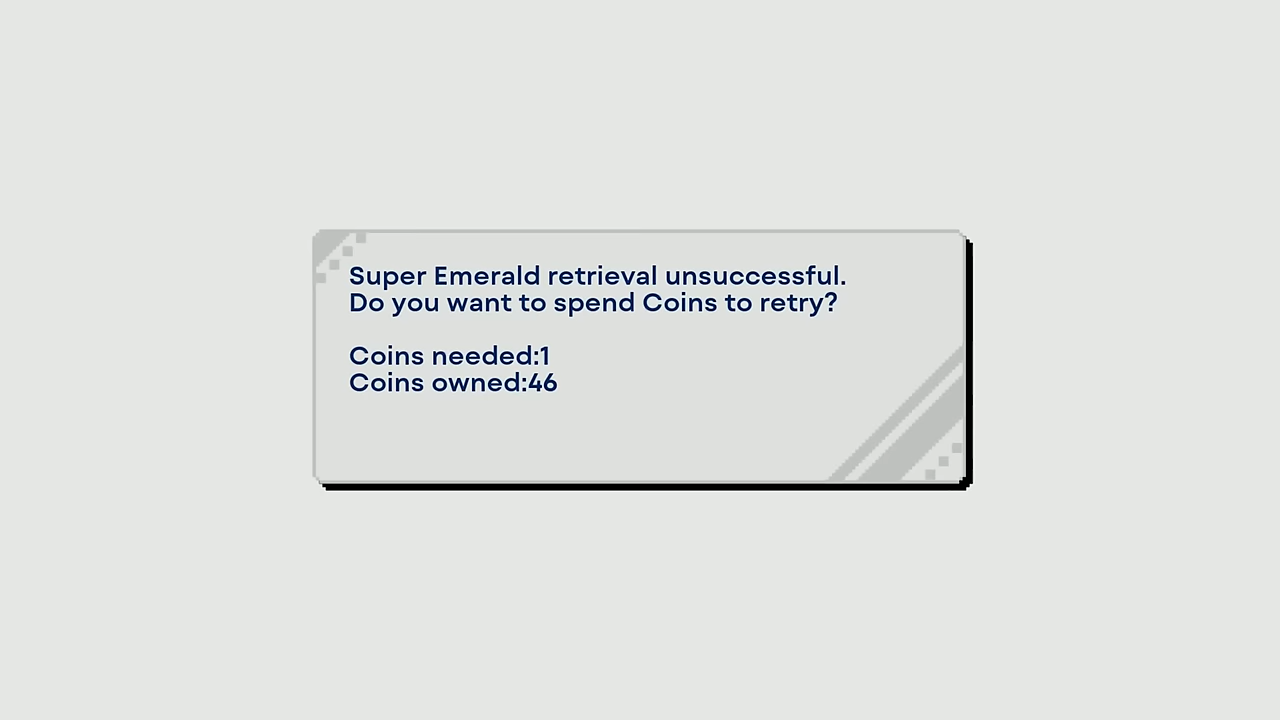 Super Emerald retrieval unsuccessful.
Do you want to spend Coins to retry?
Coins needed:1
Coins owned:46